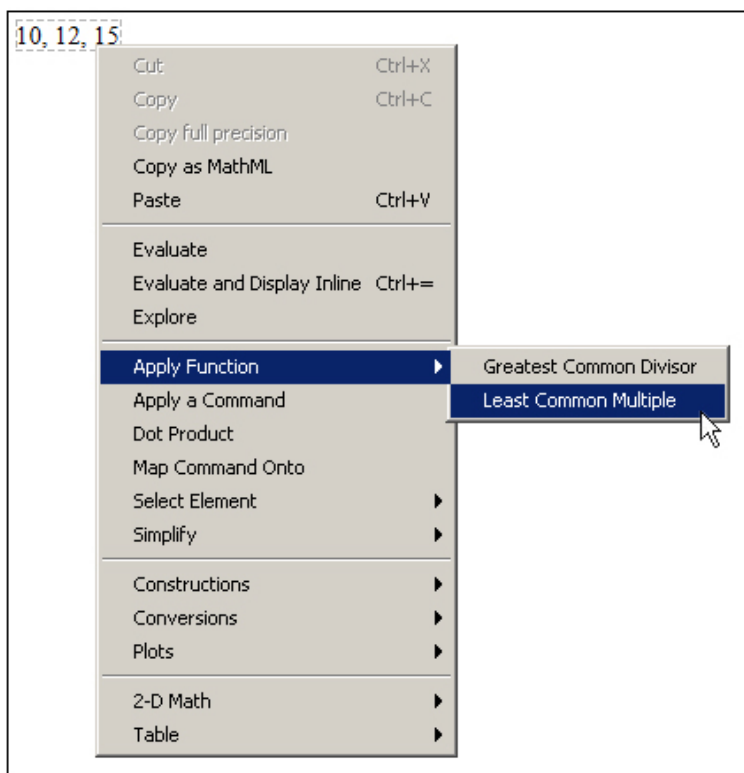 10, 12, 15
Cut Ctrl+X
Copy Ctrl+C
Copy full precision
Copy as MathML
Paste Ctrl+V
Evaluate
Evaluate and Display Inline Ctrl+=
Explore
Apply Function
Greatest Common Divisor
Apply a Command
Least Common Multiple
Dot Product
Map Command Onto
Select Element
Simplify
Constructions
Conversions
Plots
2-D Math
Table